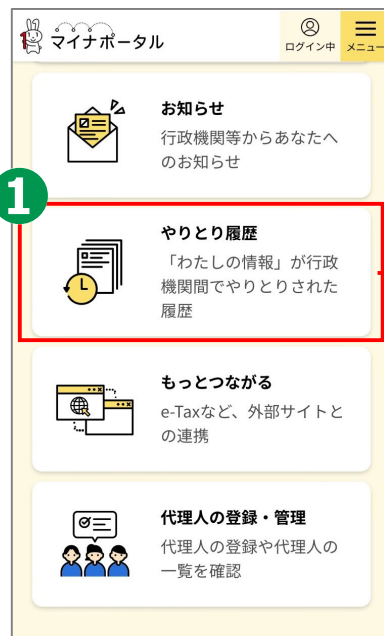 マイナポータル
ログイン中
メニュー
お知らせ
行政機関等からあなたへ
のお知らせ
1
やりとり履歴
「わたしの情報」が行政
機関間でやりとりされた
履歴
もっとつながる
e-Taxなど、外部サイトと
の連携
代理人の登録・管理
代理人の登録や代理人の
一覧を確認